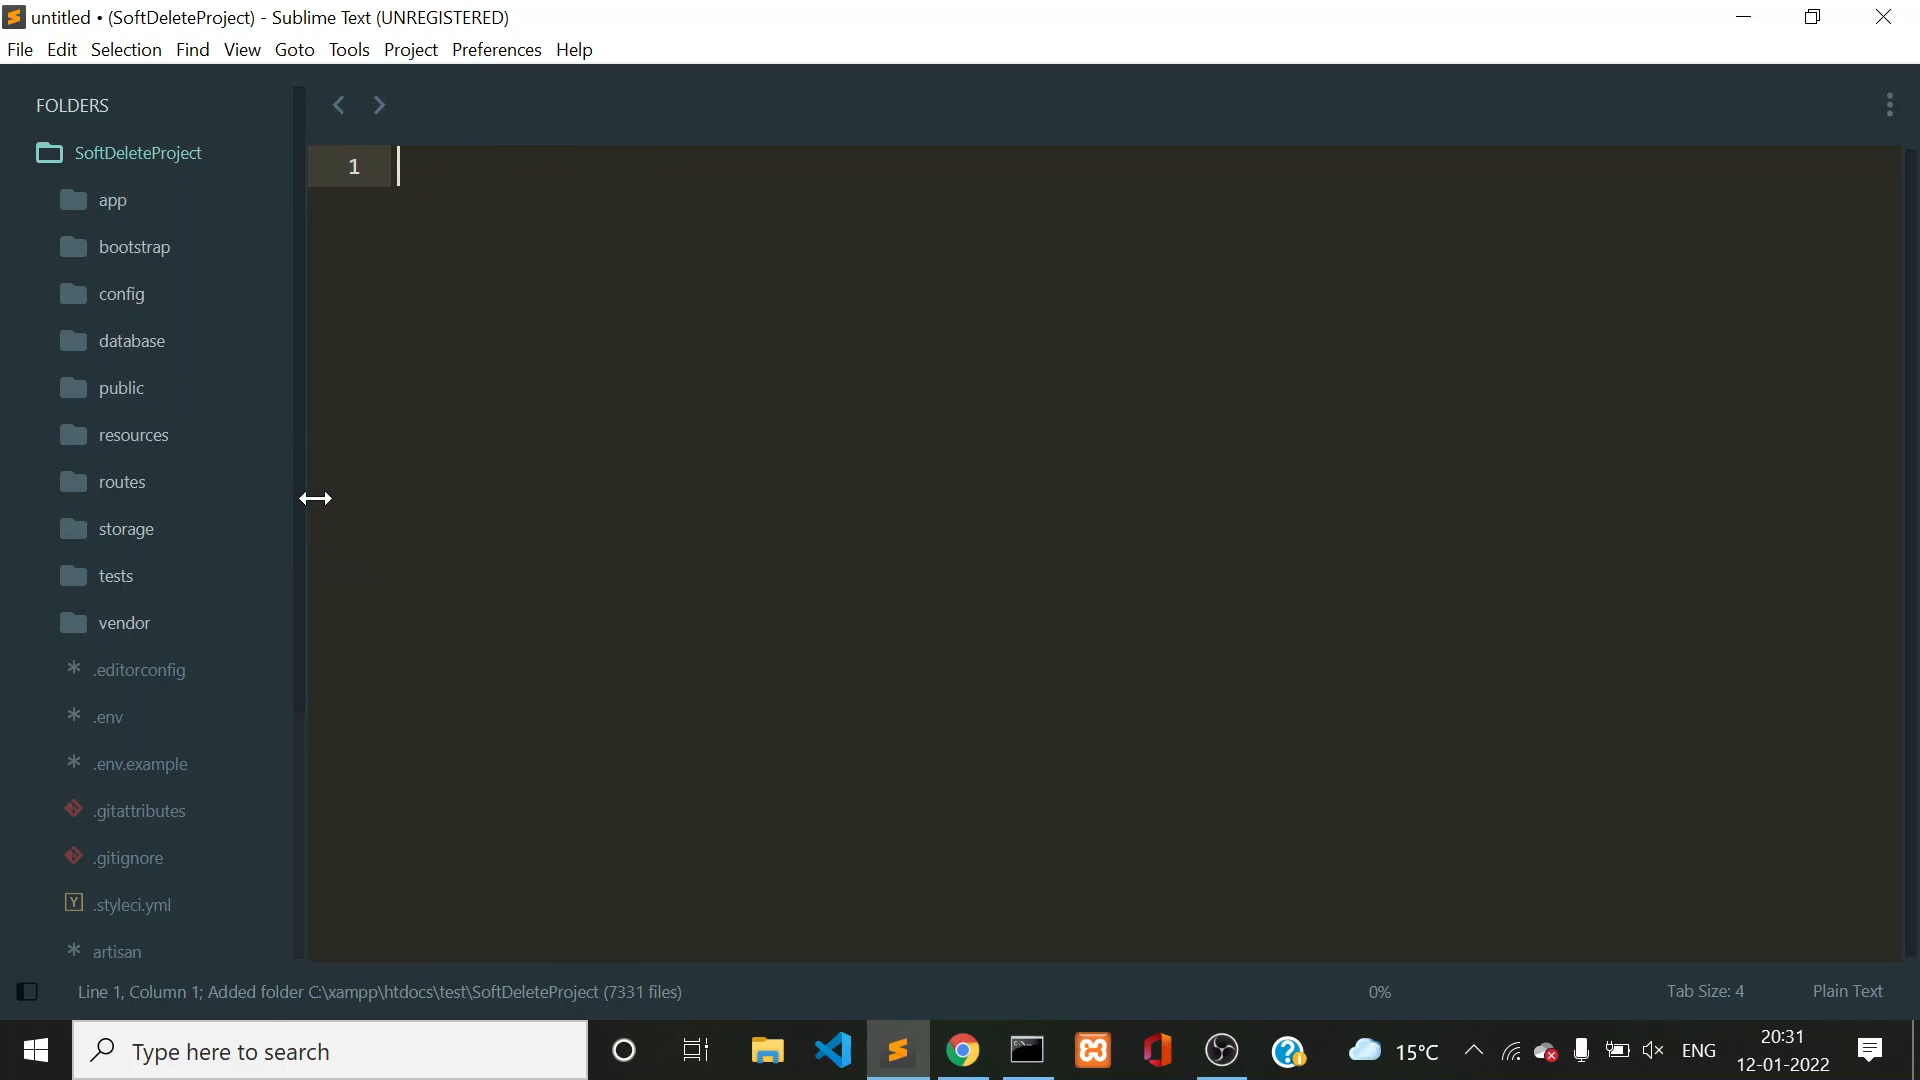 untitled • (SoftDeleteProject) - Sublime Text (UNREGISTERED)
File Edit Selection Find View Goto Tools Project Preferences Help
FOLDERS
SoftDeleteProject
app
bootstrap
config
database
public
resources
routes
storage
tests
vendor
.editorconfig
.env
.env.example
.gitattributes
.gitignore
.styleci.yml
artisan
1
Line 1, Column 1; Added folder C:\xampp\htdocs\test\SoftDeleteProject (7331 files)
0%
Tab Size: 4
Plain Text
Type here to search
15°C
ENG
20:31
12-01-2022